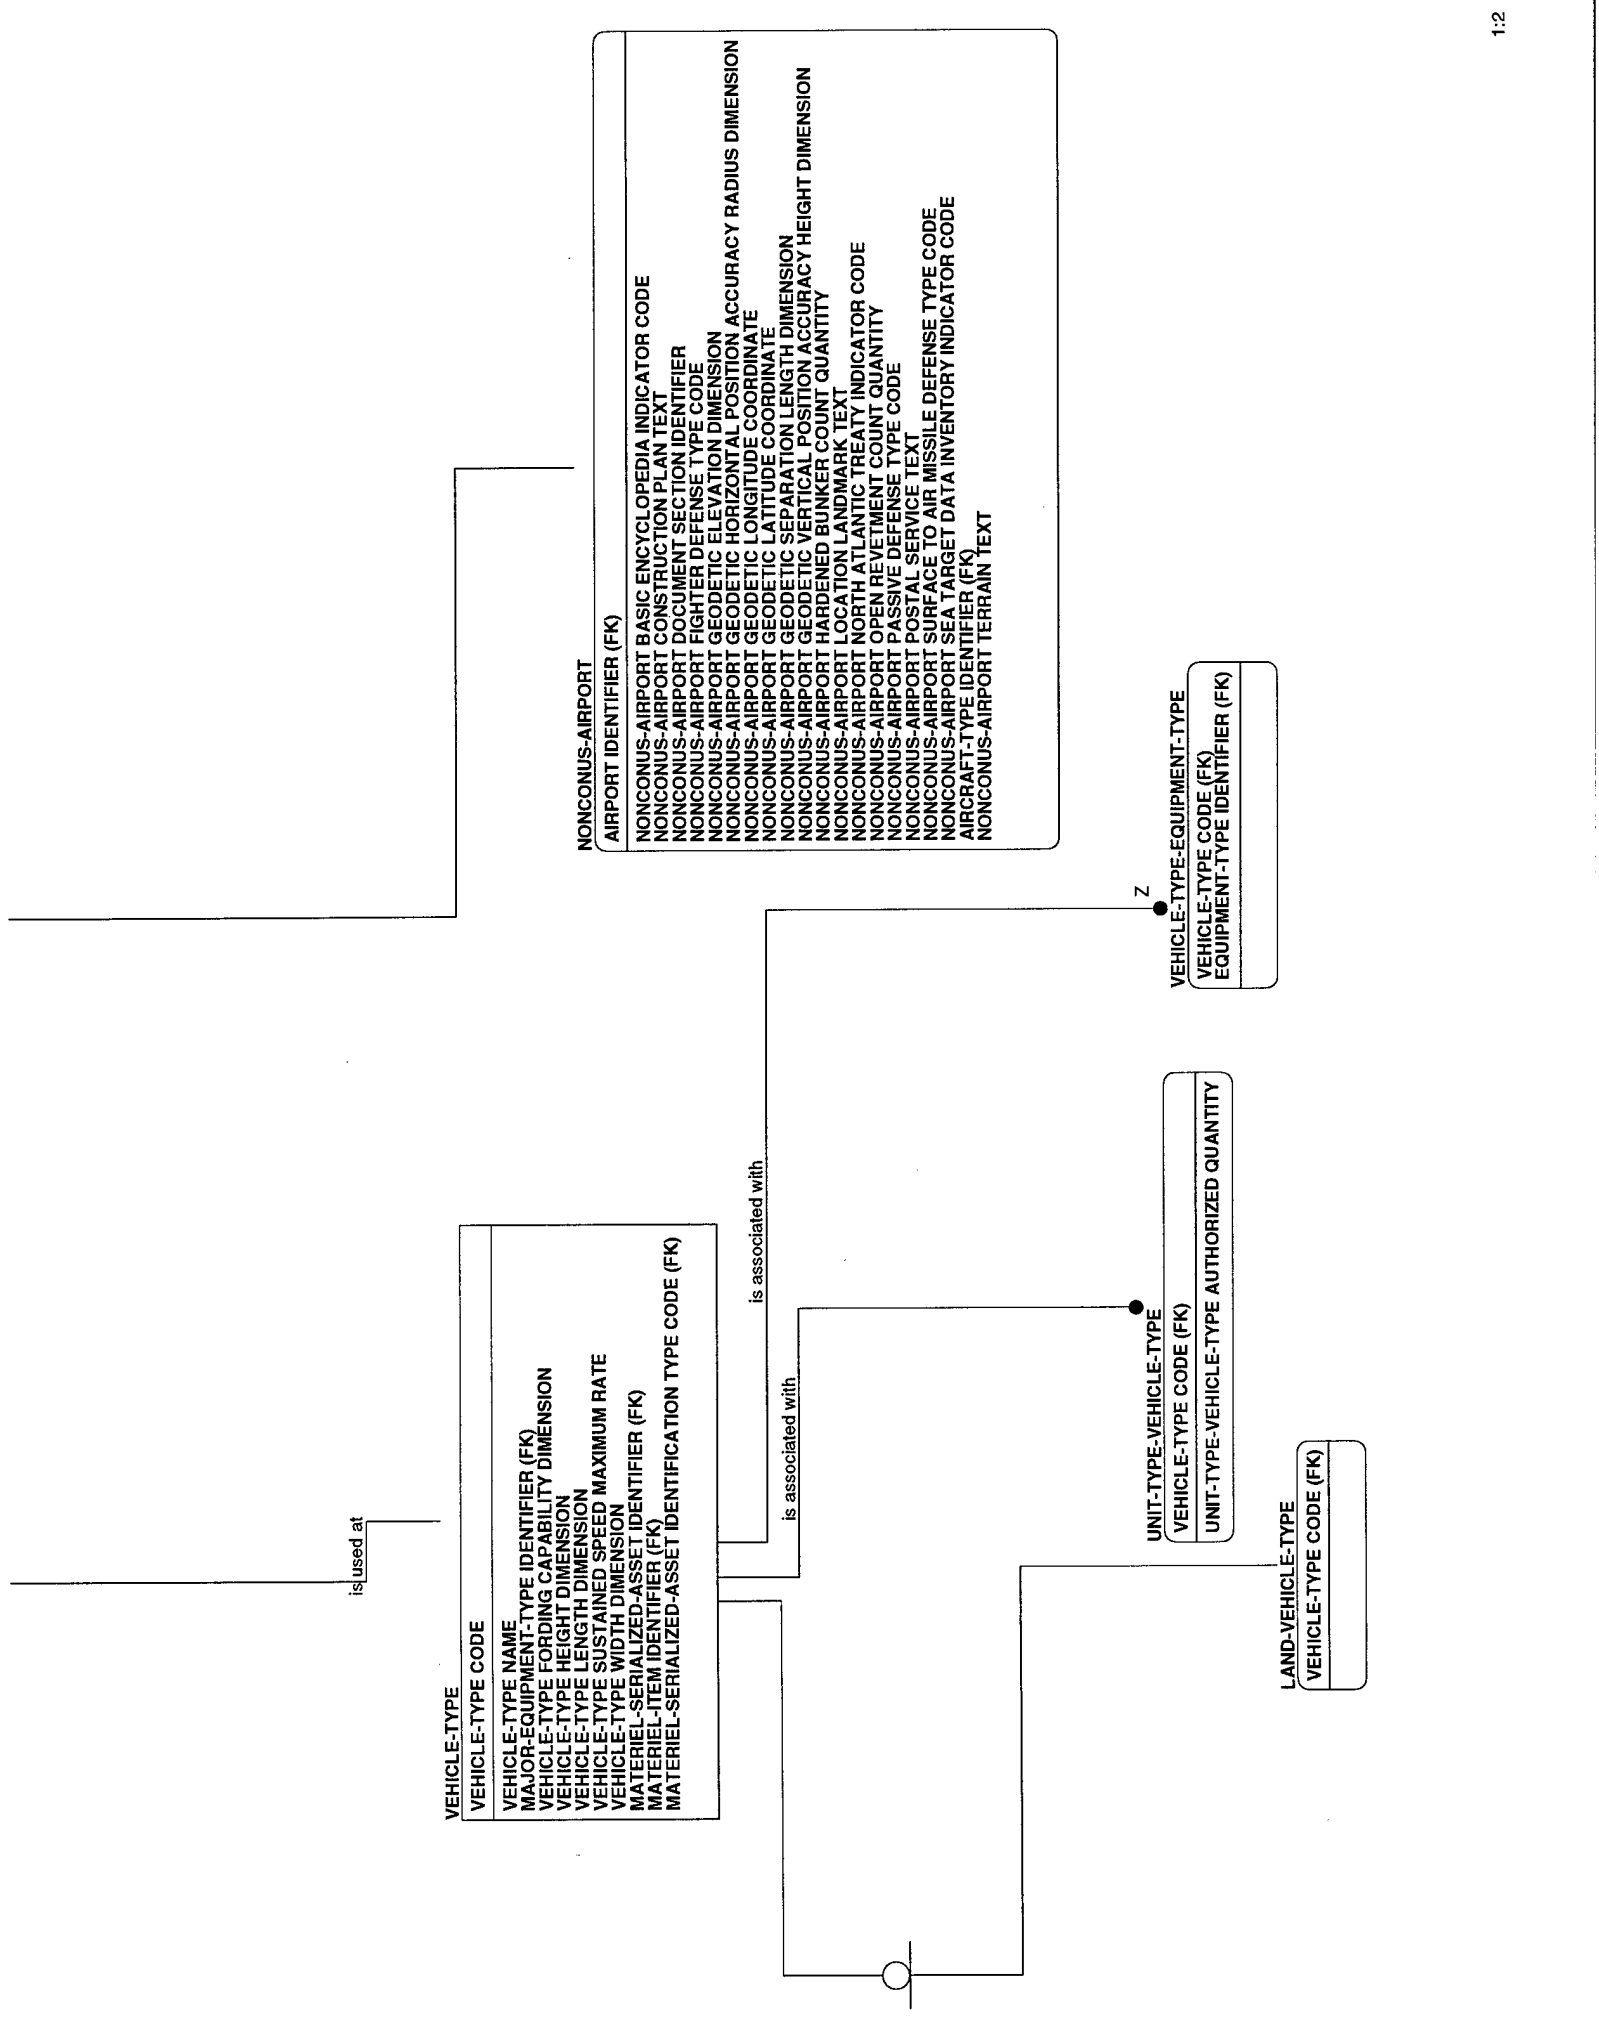 is used at
VEHICLE-TYPE
VEHICLE-TYPE CODE
VEHICLE-TYPE NAME
MAJOR-EQUIPMENT-TYPE IDENTIFIER (FK)
VEHICLE-TYPE FORDING CAPABILITY DIMENSION
VEHICLE-TYPE HEIGHT DIMENSION
VEHICLE-TYPE LENGTH DIMENSION
VEHICLE-TYPE SUSTAINED SPEED MAXIMUM RATE
VEHICLE-TYPE WIDTH DIMENSION
MATERIEL-SERIALIZED-ASSET IDENTIFIER (FK)
MATERIEL-ITEM IDENTIFIER (FK)
MATERIEL-SERIALIZED-ASSET IDENTIFICATION TYPE CODE (FK)
NONCONUS-AIRPORT
AIRPORT IDENTIFIER (FK)
NONCONUS-AIRPORT BASIC ENCYCLOPEDIA INDICATOR CODE
NONCONUS-AIRPORT CONSTRUCTION PLAN TEXT
NONCONUS-AIRPORT DOCUMENT SECTION IDENTIFIER
NONCONUS-AIRPORT FIGHTER DEFENSE TYPE CODE
NONCONUS-AIRPORT GEODETIC ELEVATION DIMENSION
NONCONUS-AIRPORT GEODETIC HORIZONTAL POSITION ACCURACY RADIUS DIMENSION
NONCONUS-AIRPORT GEODETIC LONGITUDE COORDINATE
NONCONUS-AIRPORT GEODETIC LATITUDE COORDINATE
NONCONUS-AIRPORT GEODETIC SEPARATION LENGTH DIMENSION
NONCONUS-AIRPORT GEODETIC VERTICAL POSITION ACCURACY HEIGHT DIMENSION
NONCONUS-AIRPORT HARDENED BUNKER COUNT QUANTITY
NONCONUS-AIRPORT LOCATION LANDMARK TEXT
NONCONUS-AIRPORT NORTH ATLANTIC TREATY INDICATOR CODE
NONCONUS-AIRPORT OPEN REVETMENT COUNT QUANTITY
NONCONUS-AIRPORT PASSIVE DEFENSE TYPE CODE
NONCONUS-AIRPORT POSTAL SERVICE TEXT
NONCONUS-AIRPORT SURFACE TO AIR MISSILE DEFENSE TYPE CODE
NONCONUS-AIRPORT SEA TARGET DATA INVENTORY INDICATOR CODE
AIRCRAFT-TYPE IDENTIFIER (FK)
NONCONUS-AIRPORT TERRAIN TEXT
is associated with
is associated with
Z
UNIT-TYPE-VEHICLE-TYPE
VEHICLE-TYPE CODE (FK)
UNIT-TYPE-VEHICLE-TYPE AUTHORIZED QUANTITY
VEHICLE-TYPE-EQUIPMENT-TYPE
VEHICLE-TYPE CODE (FK)
EQUIPMENT-TYPE IDENTIFIER (FK)
LAND-VEHICLE-TYPE
VEHICLE-TYPE CODE (FK)
1:2